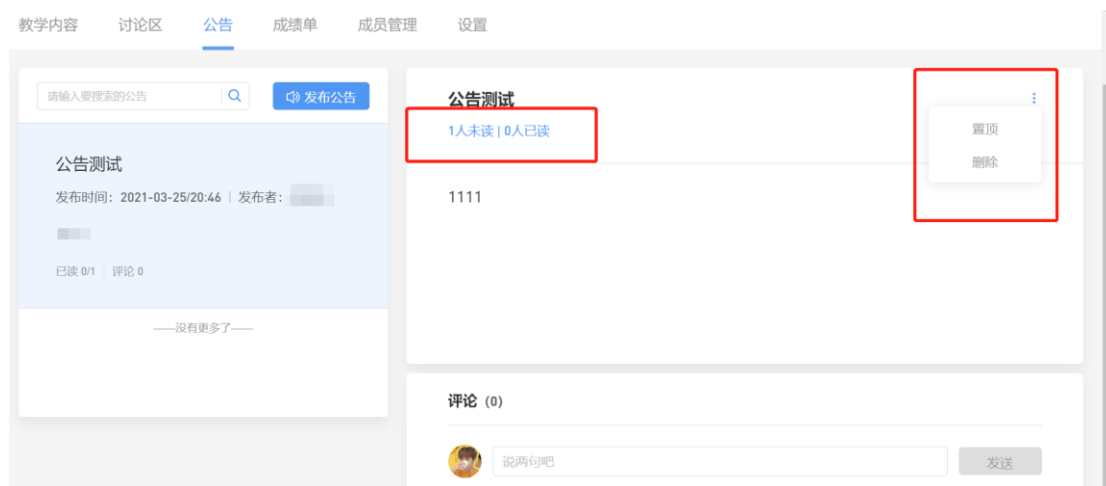 教学内容 讨论区 公告 成绩单 成员管理 设置
请输入要搜索的公告
发布公告
公告测试
发布时间：2021-03-25/20:46 | 发布者：
已读 0/1 | 评论 0
——没有更多了——
公告测试
1人未读 | 0人已读
置顶
删除
1111
评论 (0)
说两句吧
发送